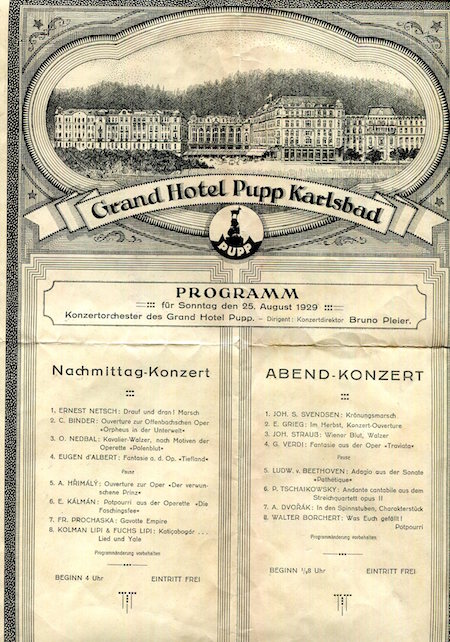 Grand Hotel Pupp Karlsbad
PUPP
PROGRAMM
für Sonntag den 25. August 1929
Konzertorchester des Grand Hotel Pupp. – Dirigent: Konzertdirektor Bruno Pleier.
Nachmittag-Konzert
1. ERNEST NETSCH: Drauf und dran! Marsch
2. C. BINDER: Ouverture zur Offenbachschen Oper
»Orpheus in der Unterwelt«
3. O. NEDBAL: Kavalier-Walzer, nach Motiven der
Operette »Polenblut«
4. EUGEN d'ALBERT: Fantasie a. d. Op. »Tiefland«
Pause
5. A. HŘIMALÝ: Ouverture zur Oper »Der verwun-
schene Prinz«
6. E. KÁLMÁN: Potpourri aus der Operette »Die
Faschingsfee«
7. FR. PROCHASKA: Gavotte Empire
8. KOLMAN LIPI & FUCHS LIPI: Katicabogár . . .
Lied und Yale
Programmänderung vorbehalten
BEGINN 4 Uhr EINTRITT FREI
ABEND-KONZERT
1. JOH. S. SVENDSEN: Krönungsmarsch
2. E. GRIEG: Im Herbst, Konzert-Ouverture
3. JOH. STRAUß: Wiener Blut, Walzer
4. G. VERDI: Fantasie aus der Oper »Traviata«
Pause
5. LUDW. v. BEETHOVEN: Adagio aus der Sonate
»Pathétique«
6. P. TSCHAIKOWSKY: Andante cantabile aus dem
Streichquartett opus II
7. A. DVOŘÁK: In den Spinnstuben, Charakterstück
8. WALTER BORCHERT: Was Euch gefällt!
Potpourri
Programmänderung vorbehalten
BEGINN ½8 Uhr EINTRITT FREI